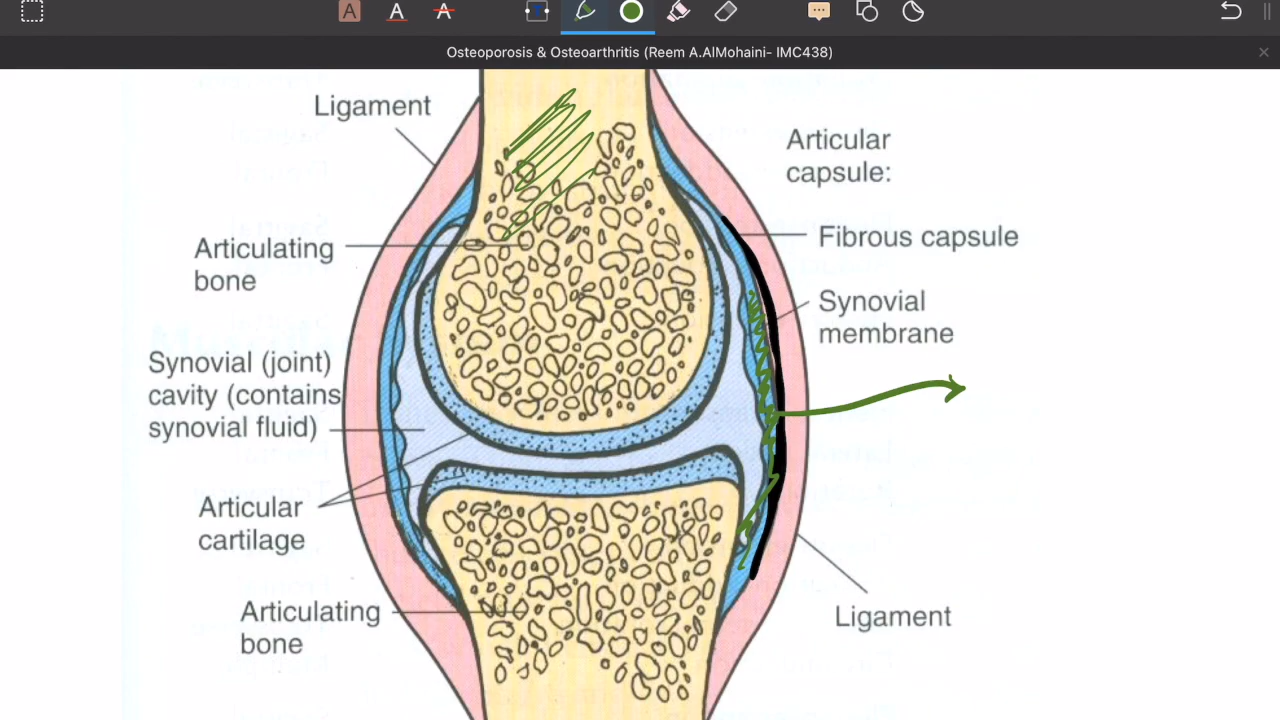 A A A
Osteoporosis & Osteoarthritis (Reem A.AlMohaini- IMC438)
Ligament
Articular
capsule:
Fibrous capsule
Articulating
bone
Synovial
membrane
Synovial (joint)
cavity (contains
synovial fluid)
Articular
cartilage
Articulating
bone
Ligament